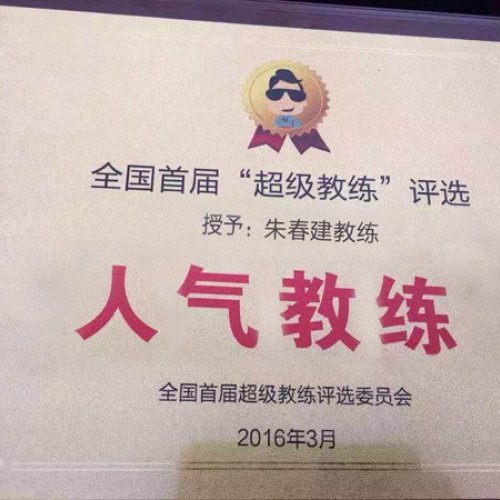 全国首届“超级教练”评选
授予：朱春建教练
人气教练
全国首届超级教练评选委员会
2016年3月